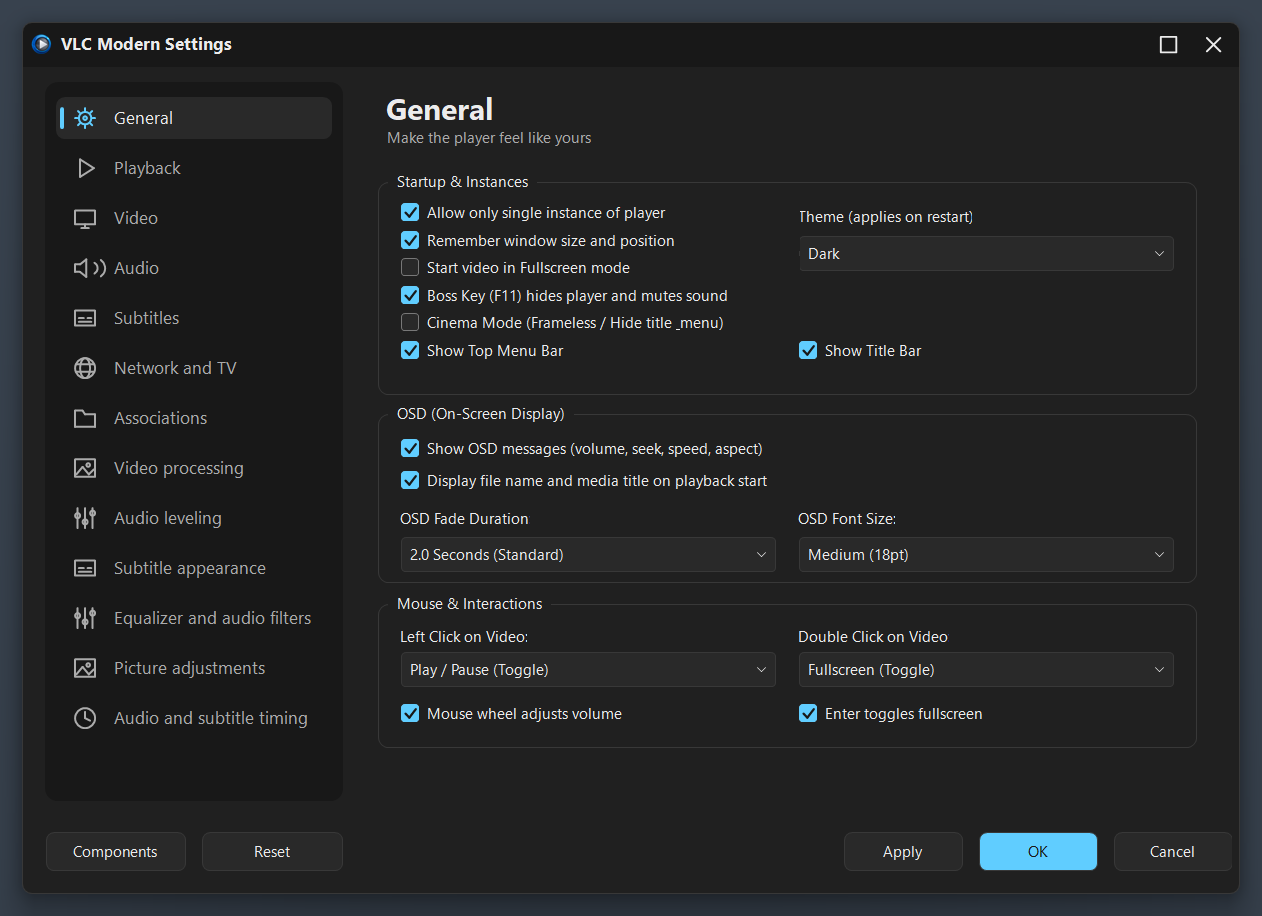 VLC Modern Settings
General
Playback
Video
Audio
Subtitles
Network and TV
Associations
Video processing
Audio leveling
Subtitle appearance
Equalizer and audio filters
Picture adjustments
Audio and subtitle timing
General
Make the player feel like yours
Startup & Instances
Allow only single instance of player
Theme (applies on restart)
Remember window size and position
Dark
Start video in Fullscreen mode
Boss Key (F11) hides player and mutes sound
Cinema Mode (Frameless / Hide title _menu)
Show Top Menu Bar
Show Title Bar
OSD (On-Screen Display)
Show OSD messages (volume, seek, speed, aspect)
Display file name and media title on playback start
OSD Fade Duration
OSD Font Size:
2.0 Seconds (Standard)
Medium (18pt)
Mouse & Interactions
Left Click on Video:
Double Click on Video
Play / Pause (Toggle)
Fullscreen (Toggle)
Mouse wheel adjusts volume
Enter toggles fullscreen
Components
Reset
Apply
OK
Cancel